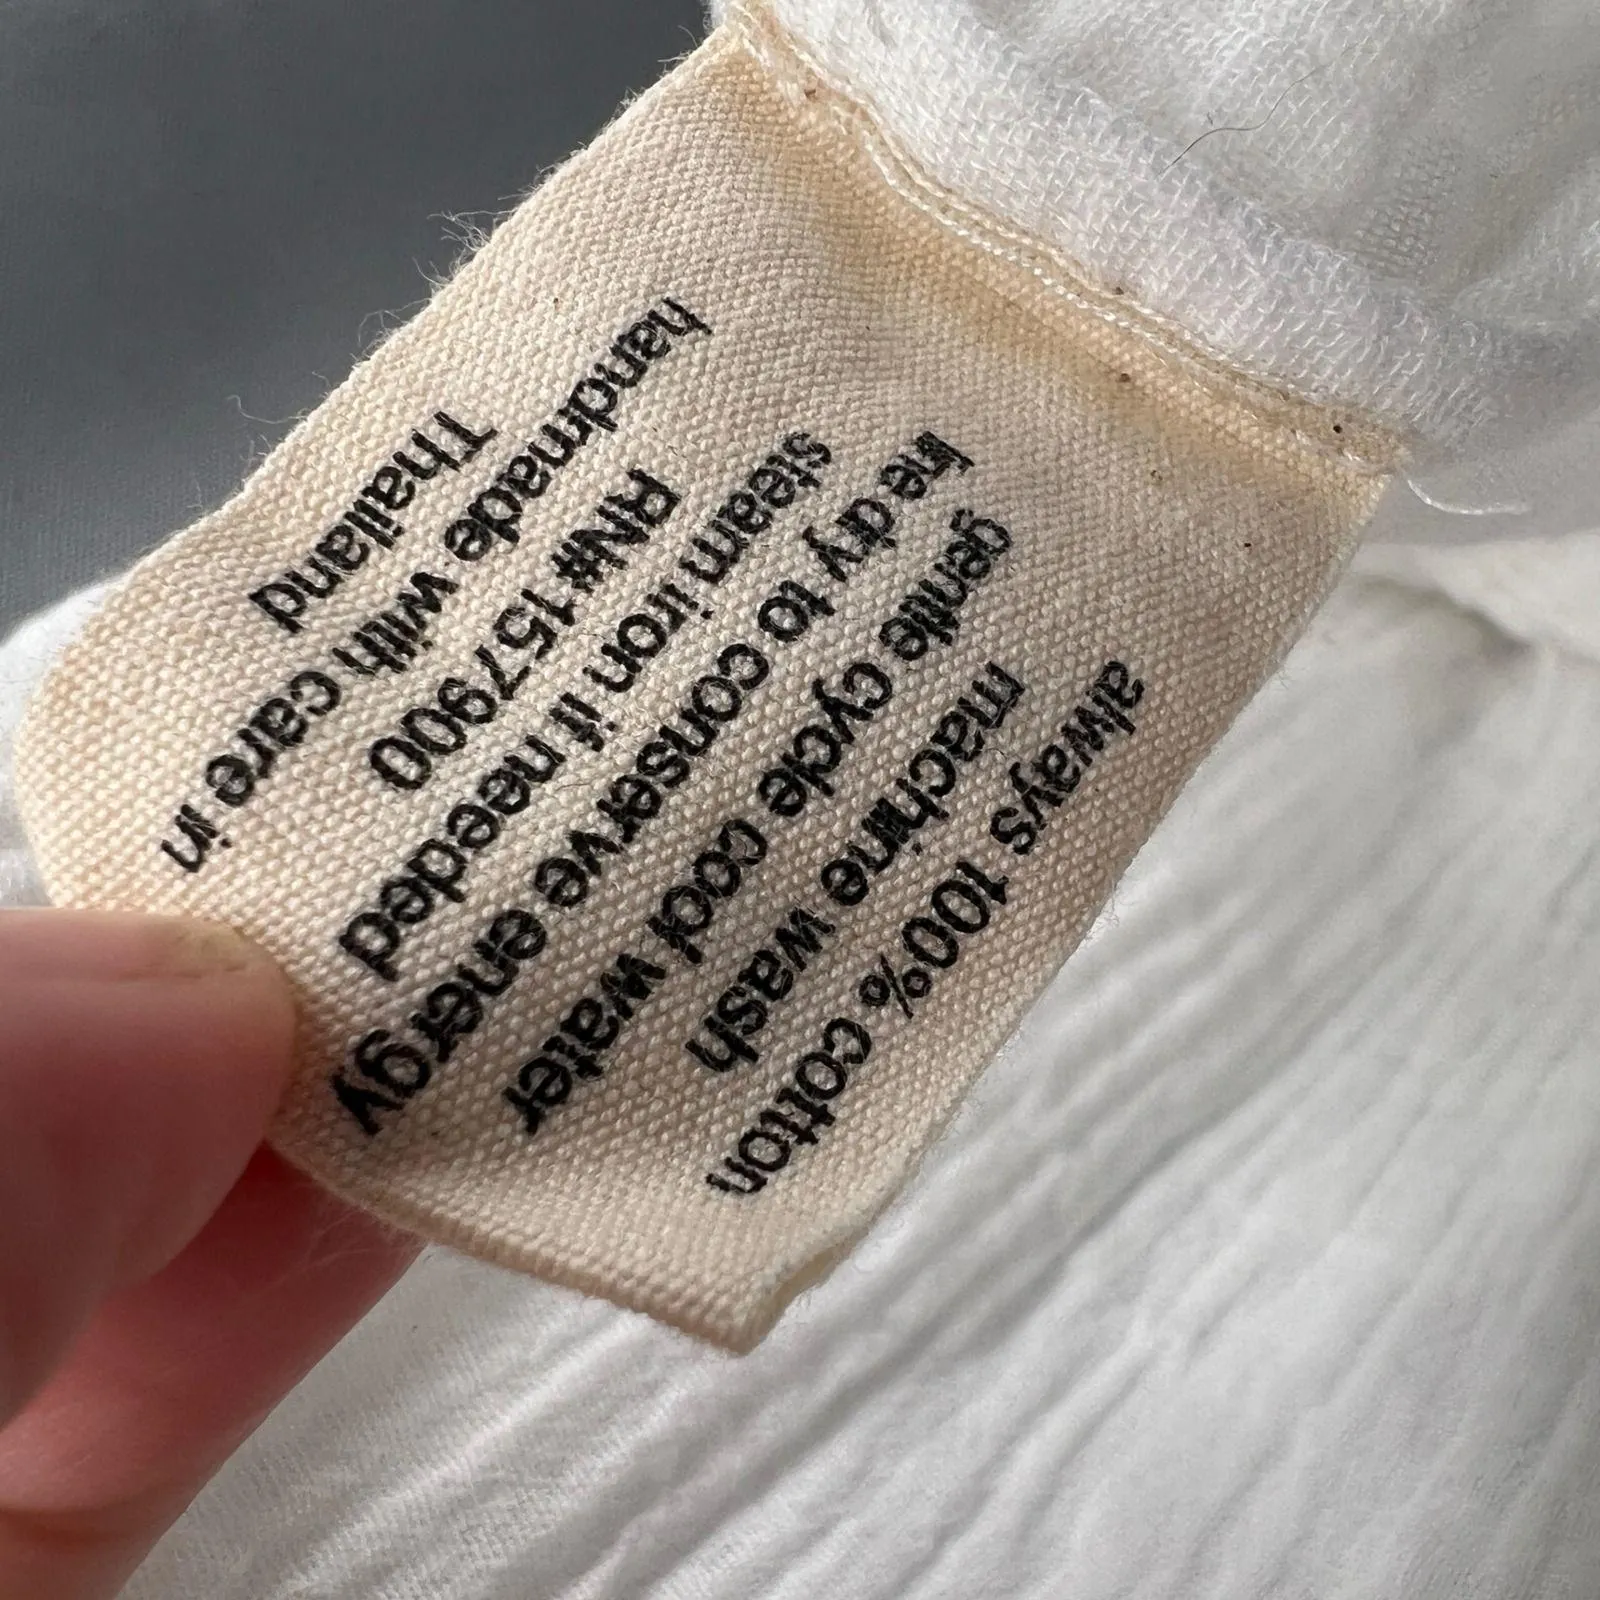 always 100% cotton
machine wash
gentle cycle cool water
line dry to conserve energy
steam iron if needed
RN# 157900
handmade with care in
Thailand